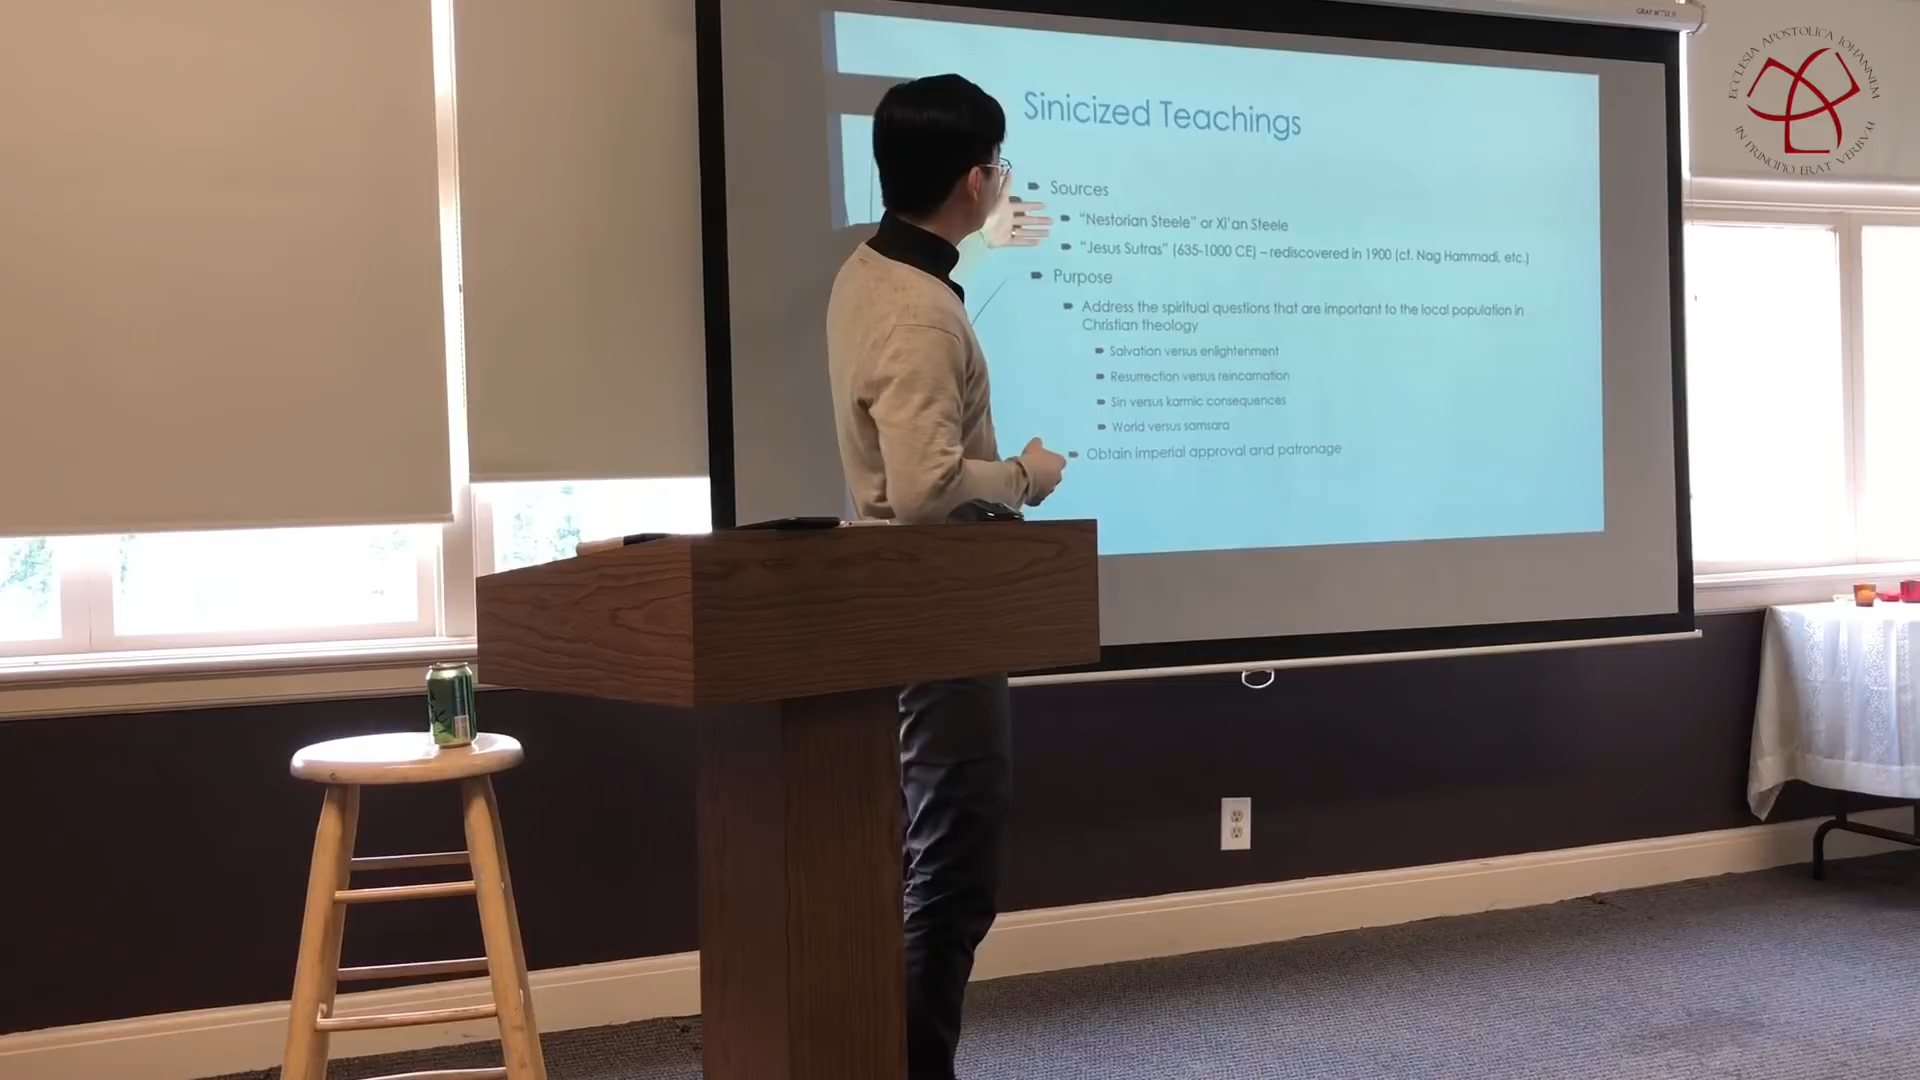 Sinicized Teachings
Sources
“Nestorian Steele” or Xi’an Steele
“Jesus Sutras” (635-1000 CE) – rediscovered in 1900 (cf. Nag Hammadi, etc.)
Purpose
Address the spiritual questions that are important to the local population in
Christian theology
Salvation versus enlightenment
Resurrection versus reincarnation
Sin versus karmic consequences
World versus samsara
Obtain imperial approval and patronage
ECCLESIA APOSTOLICA IOHANNEM
IN PRINCIPIO ERAT VERBVM